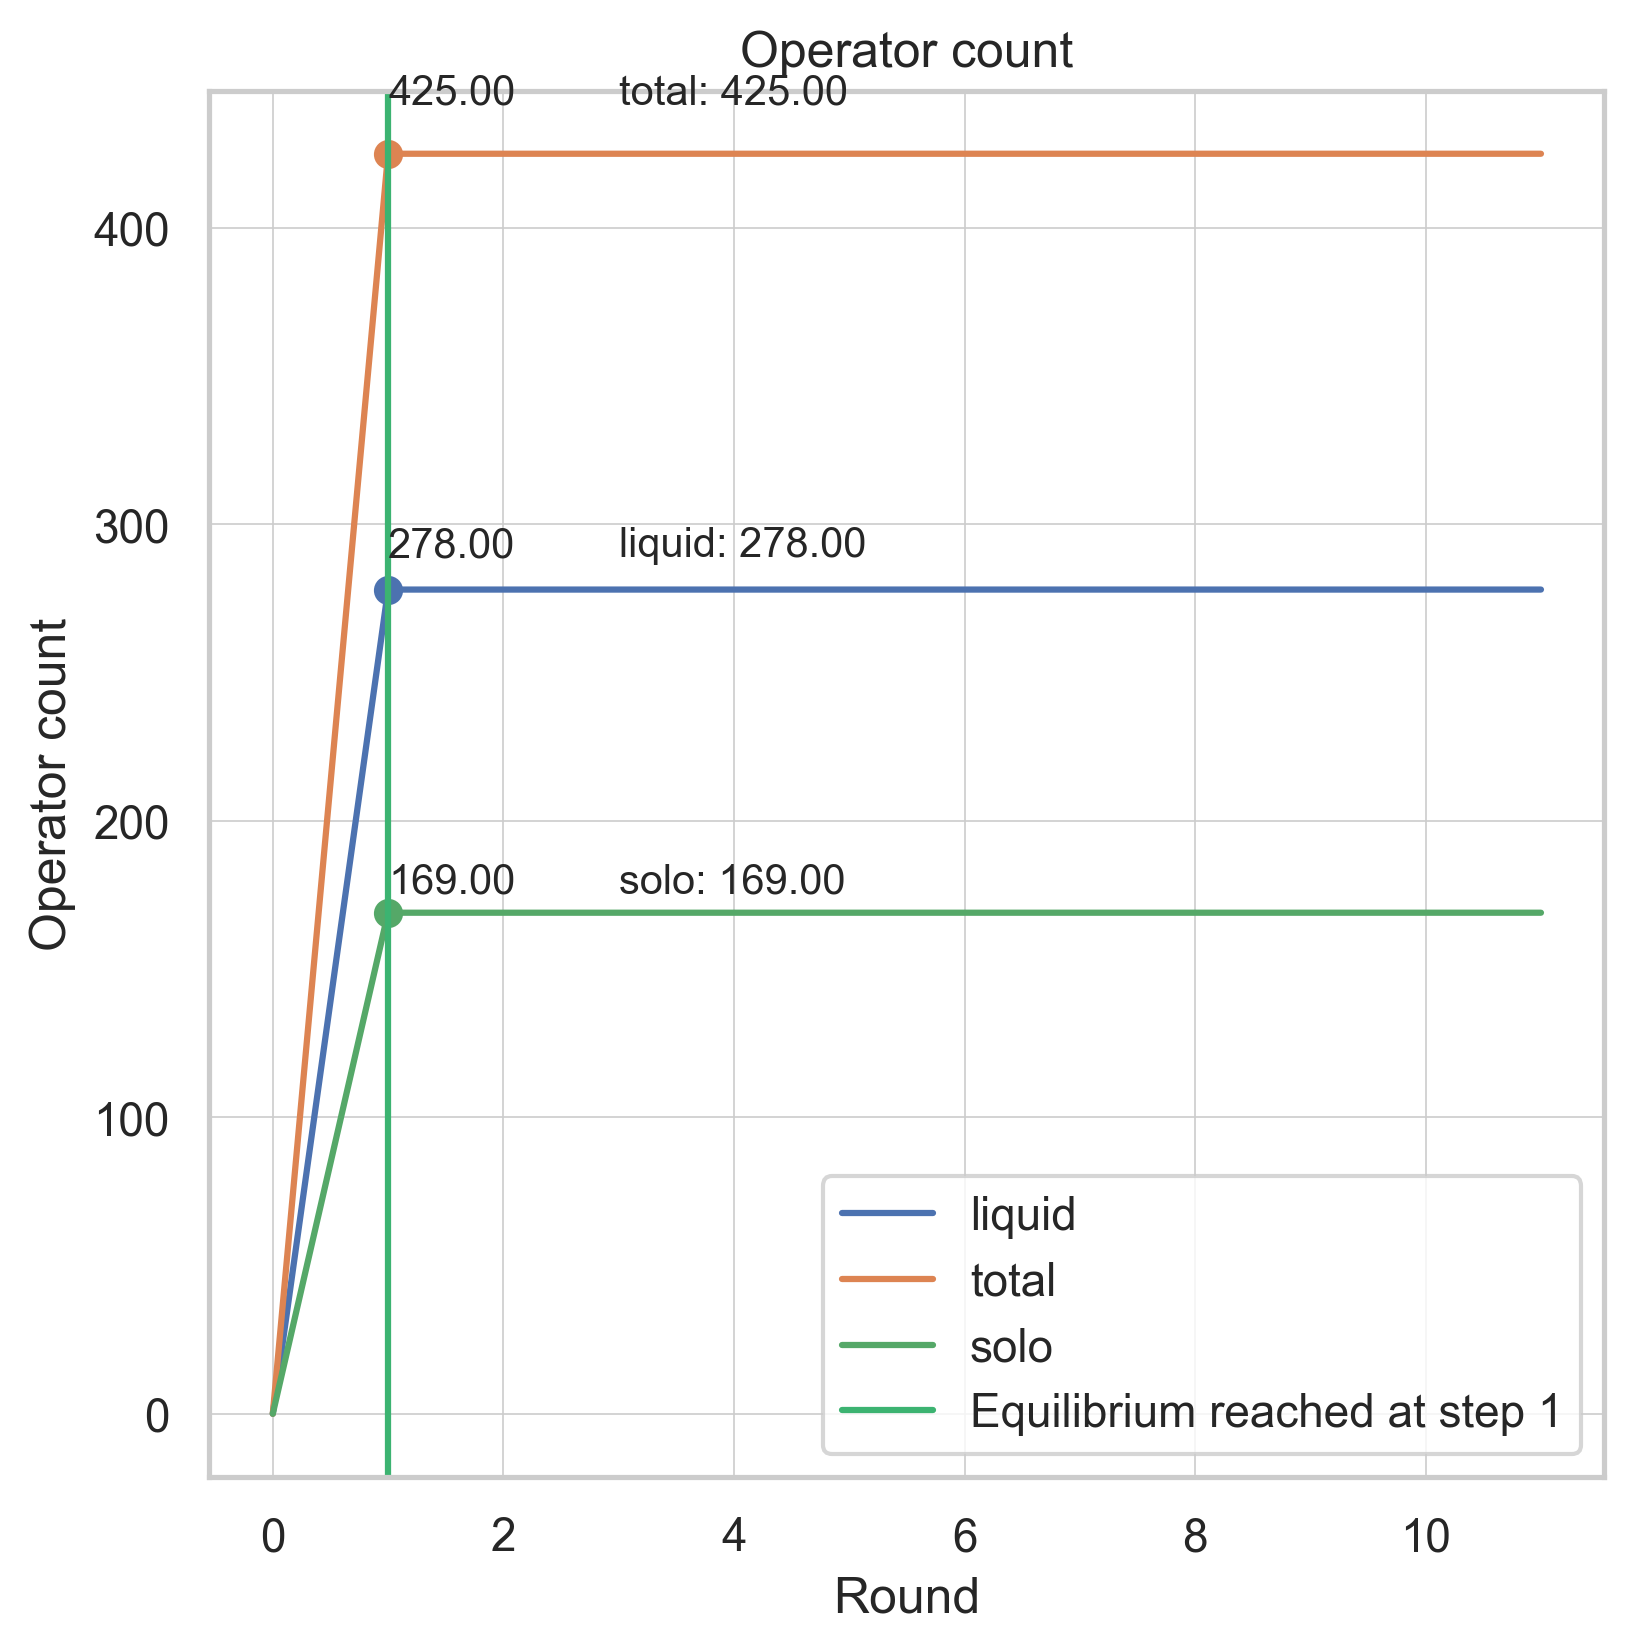 Operator count
425.00 total: 425.00
400
300
278.00 liquid: 278.00
200
169.00 solo: 169.00
100
0
Operator count
liquid
total
solo
Equilibrium reached at step 1
0 2 4 6 8 10
Round